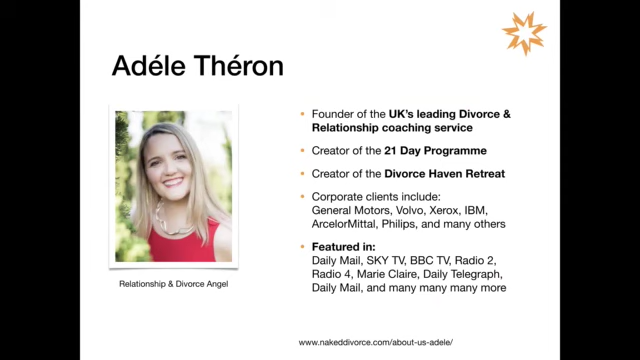 Adéle Théron
Founder of the UK's leading Divorce &
Relationship coaching service
Creator of the 21 Day Programme
Creator of the Divorce Haven Retreat
Corporate clients include:
General Motors, Volvo, Xerox, IBM,
ArcelorMittal, Philips, and many others
Featured in:
Daily Mail, SKY TV, BBC TV, Radio 2,
Radio 4, Marie Claire, Daily Telegraph,
Daily Mail, and many many many more
Relationship & Divorce Angel
www.nakeddivorce.com/about-us-adele/